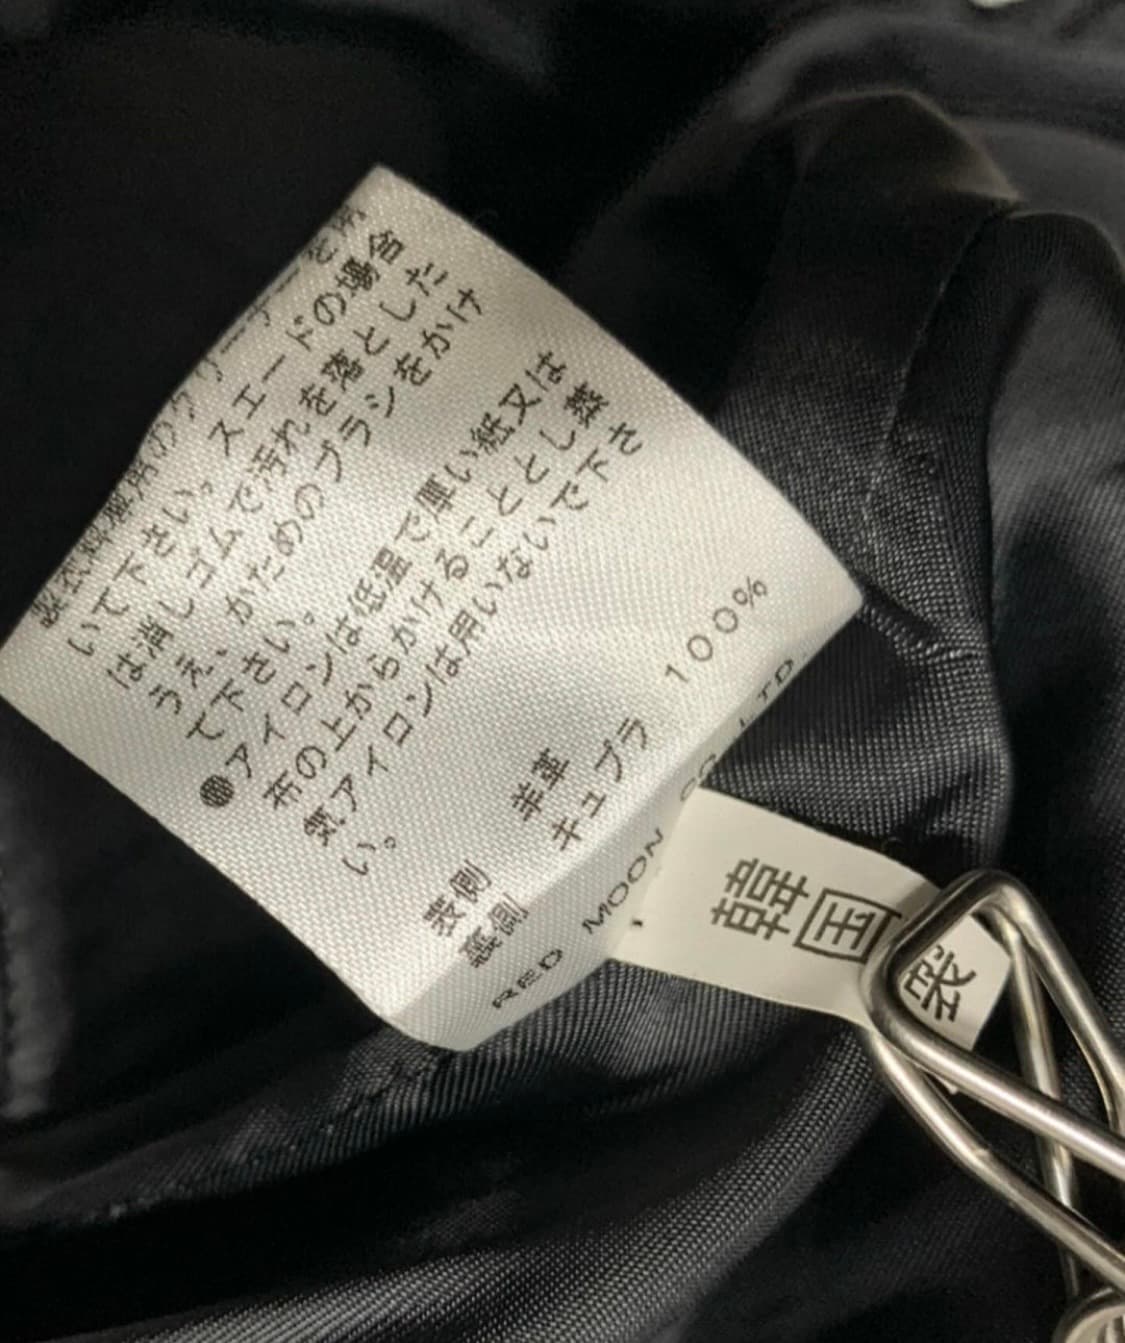 いて下さい。スエードの場合
は消しゴムで汚れを落とした
うえ、かためのブラシをかけ
て下さい。
●アイロンは低温で厚い紙又は
布の上からかけることとし蒸
気アイロンは用いないで下さ
い。
表側 羊革
裏側 キュプラ 100%
RED MOON CO., LTD.
韓国製